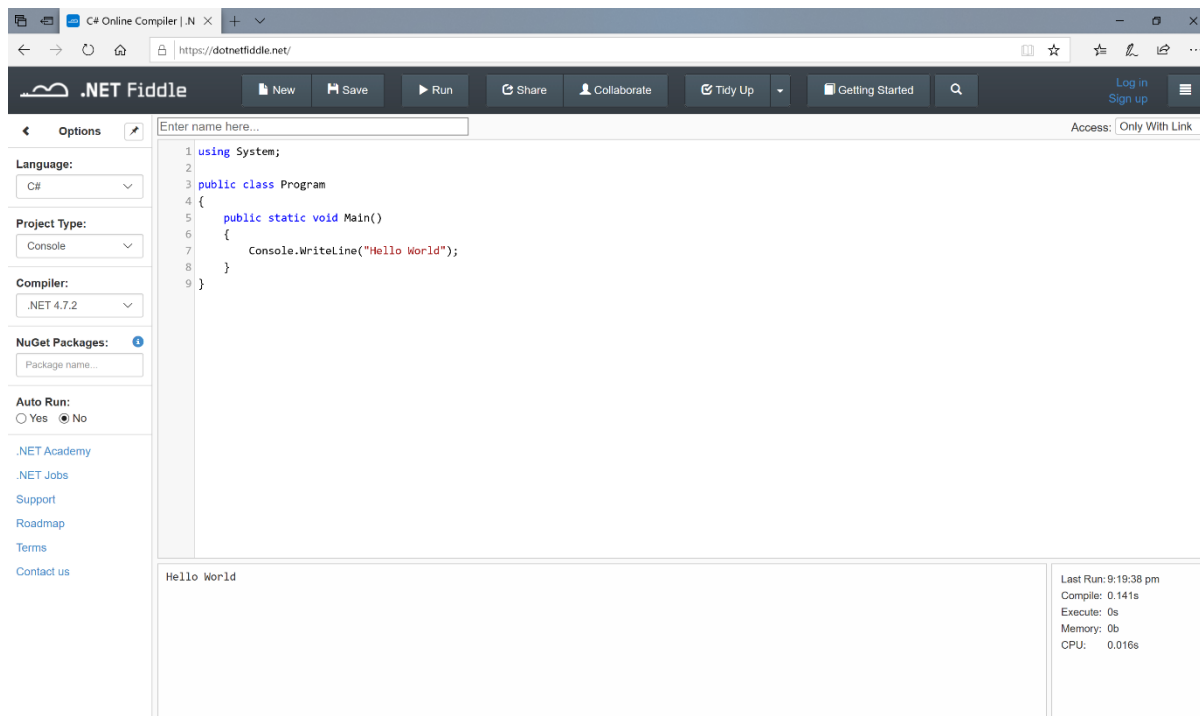 C# Online Compiler | .N
https://dotnetfiddle.net/
.NET Fiddle
New
Save
Run
Share
Collaborate
Tidy Up
Getting Started
Log in
Sign up
Options
Enter name here...
Access: Only With Link
Language:
C#
Project Type:
Console
Compiler:
.NET 4.7.2
NuGet Packages:
Package name...
Auto Run:
Yes No
.NET Academy
.NET Jobs
Support
Roadmap
Terms
Contact us
1 using System;
2
3 public class Program
4 {
5 public static void Main()
6 {
7 Console.WriteLine("Hello World");
8 }
9 }
Hello World
Last Run: 9:19:38 pm
Compile: 0.141s
Execute: 0s
Memory: 0b
CPU: 0.016s